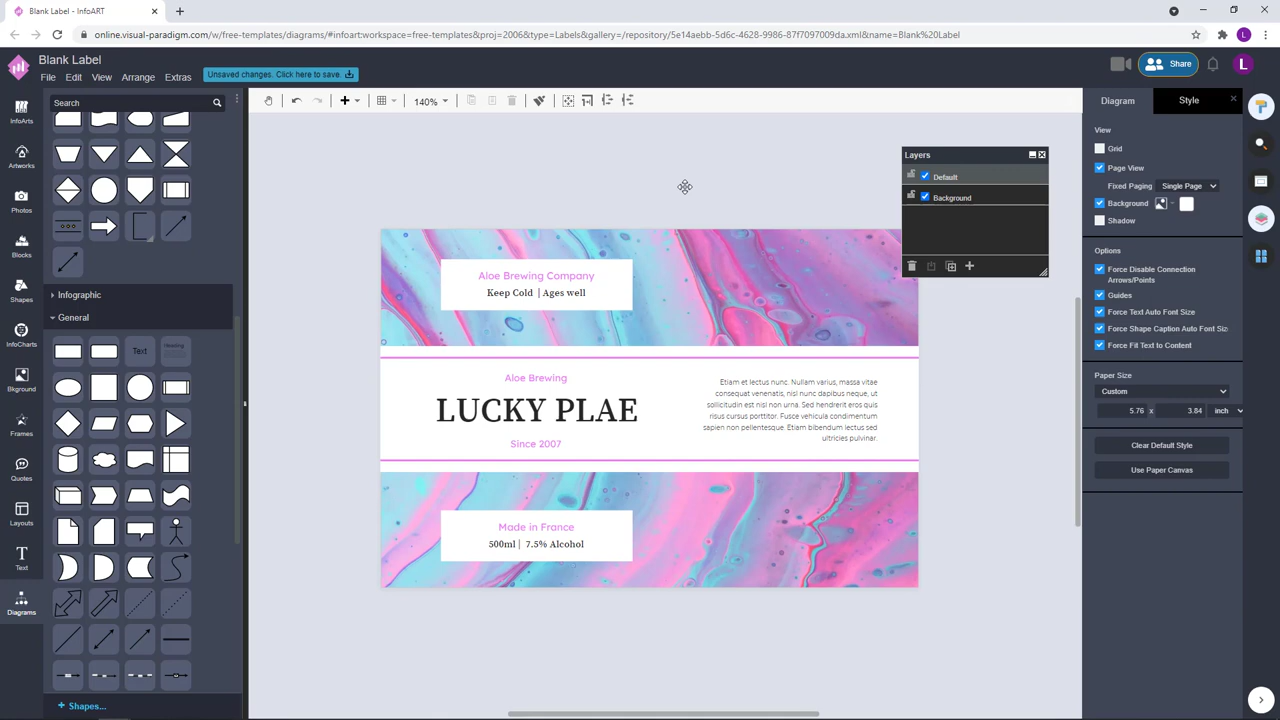 Blank Label - InfoART
online.visual-paradigm.com/w/free-templates/diagrams/#infoart:workspace=free-templates&proj=2006&type=Labels&gallery=/repository/5e14aebb-5d6c-4628-9986-87f7097009da.xml&name=Blank%20Label
L
Blank Label
File Edit View Arrange Extras
Unsaved changes. Click here to save.
Share
L
Search
140%
Diagram Style
InfoArts
Artworks
Photos
Blocks
Shapes
InfoCharts
Bkground
Frames
Quotes
Layouts
Text
Diagrams
Infographic
General
Text
Heading
Shapes...
Aloe Brewing Company
Keep Cold | Ages well
Aloe Brewing
LUCKY PLAE
Since 2007
Etiam et lectus nunc. Nullam varius, massa vitae
consequat venenatis, nisl non urna dapibus neque, ut
sollicitudin est nisl non urna. Sed hendrerit eros quis
risus cursus porttitor. Fusce vehicula condimentum
sapien non pellentesque. Etiam bibendum lectus sed
ultricies pulvinar.
Made in France
500ml | 7.5% Alcohol
Layers
Default
Background
View
Grid
Page View
Fixed Paging Single Page
Background
Shadow
Options
Force Disable Connection
Arrows/Points
Guides
Force Text Auto Font Size
Force Shape Caption Auto Font Siz
Force Fit Text to Content
Paper Size
Custom
5.76 x 3.84 inch
Clear Default Style
Use Paper Canvas